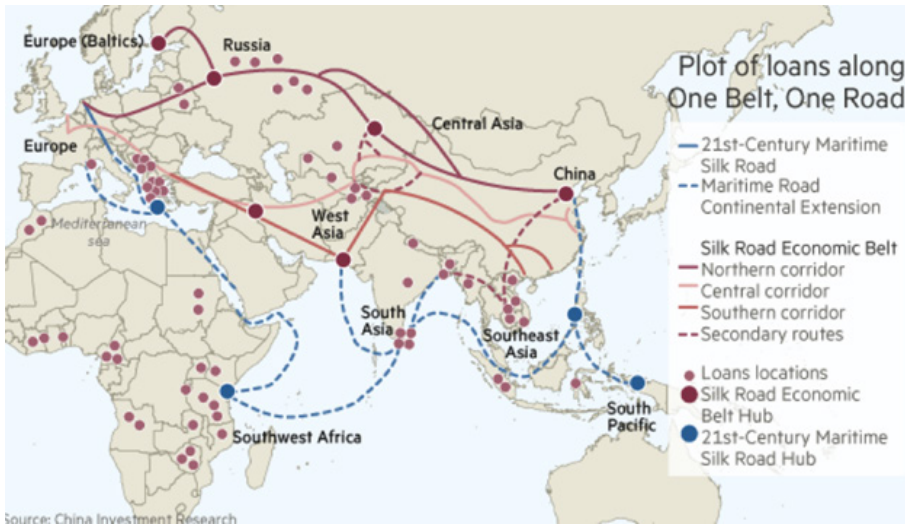 Plot of loans along
One Belt, One Road
21st-Century Maritime
Silk Road
Maritime Road
Continental Extension
Silk Road Economic Belt
Northern corridor
Central corridor
Southern corridor
Secondary routes
Loans locations
Silk Road Economic
Belt Hub
21st-Century Maritime
Silk Road Hub
Europe (Baltics)
Russia
Central Asia
Europe
China
West
Asia
Mediterranean
sea
South
Asia
Southeast
Asia
South
Pacific
Southwest Africa
Source: China Investment Research